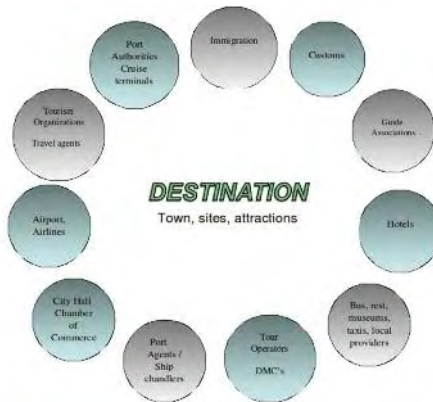 Immigration
Port
Authorities
Cruise
terminals
Customs
Tourism
Organizations
Travel agents
Guide
Associations
DESTINATION
Town, sites, attractions
Airport,
Airlines
Hotels
City Hall
Chamber
of
Commerce
Bus, rest,
museums,
taxis, local
providers
Port
Agents /
Ship
chandlers
Tour
Operators
DMC's